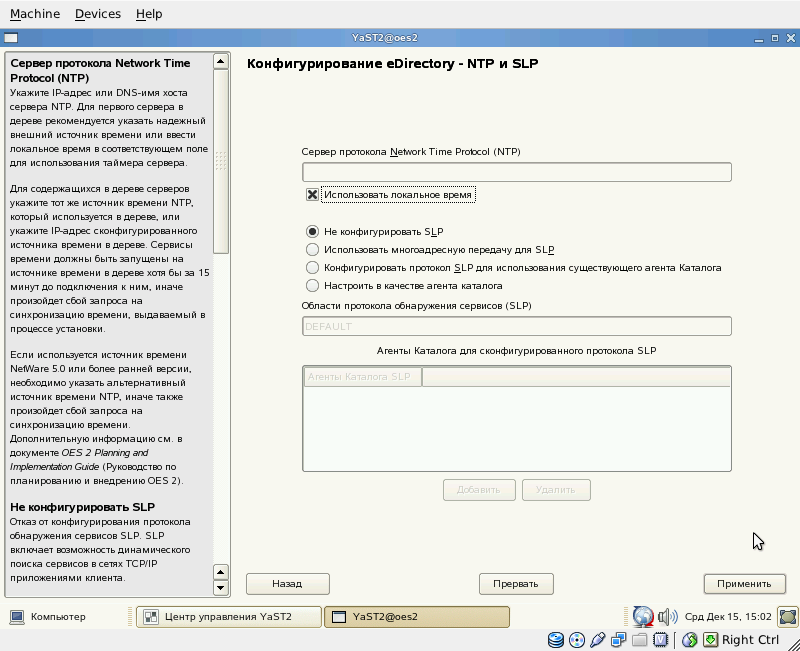 Machine Devices Help
YaST2@oes2
Сервер протокола Network Time
Protocol (NTP)
Укажите IP-адрес или DNS-имя хоста
сервера NTP. Для первого сервера в
дереве рекомендуется указать надежный
внешний источник времени или ввести
локальное время в соответствующем поле
для использования таймера сервера.
Для содержащихся в дереве серверов
укажите тот же источник времени NTP,
который используется в дереве, или
укажите IP-адрес сконфигурированного
источника времени в дереве. Сервисы
времени должны быть запущены на
источнике времени в дереве хотя бы за 15
минут до подключения к ним, иначе
произойдет сбой запроса на
синхронизацию времени, выдаваемый в
процессе установки.
Если используется источник времени
NetWare 5.0 или более ранней версии,
необходимо указать альтернативный
источник времени NTP, иначе также
произойдет сбой запроса на
синхронизацию времени.
Дополнительную информацию см. в
документе OES 2 Planning and
Implementation Guide (Руководство по
планированию и внедрению OES 2).
Не конфигурировать SLP
Отказ от конфигурирования протокола
обнаружения сервисов SLP. SLP
включает возможность динамического
поиска сервисов в сетях TCP/IP
приложениями клиента.
Конфигурирование eDirectory - NTP и SLP
Сервер протокола Network Time Protocol (NTP)
Использовать локальное время
Не конфигурировать SLP
Использовать многоадресную передачу для SLP
Конфигурировать протокол SLP для использования существующего агента Каталога
Настроить в качестве агента каталога
Области протокола обнаружения сервисов (SLP)
DEFAULT
Агенты Каталога для сконфигурированного протокола SLP
Агенты Каталога SLP
Добавить Удалить
Назад Прервать Применить
Компьютер Центр управления YaST2 YaST2@oes2 Срд Дек 15, 15:02
Right Ctrl